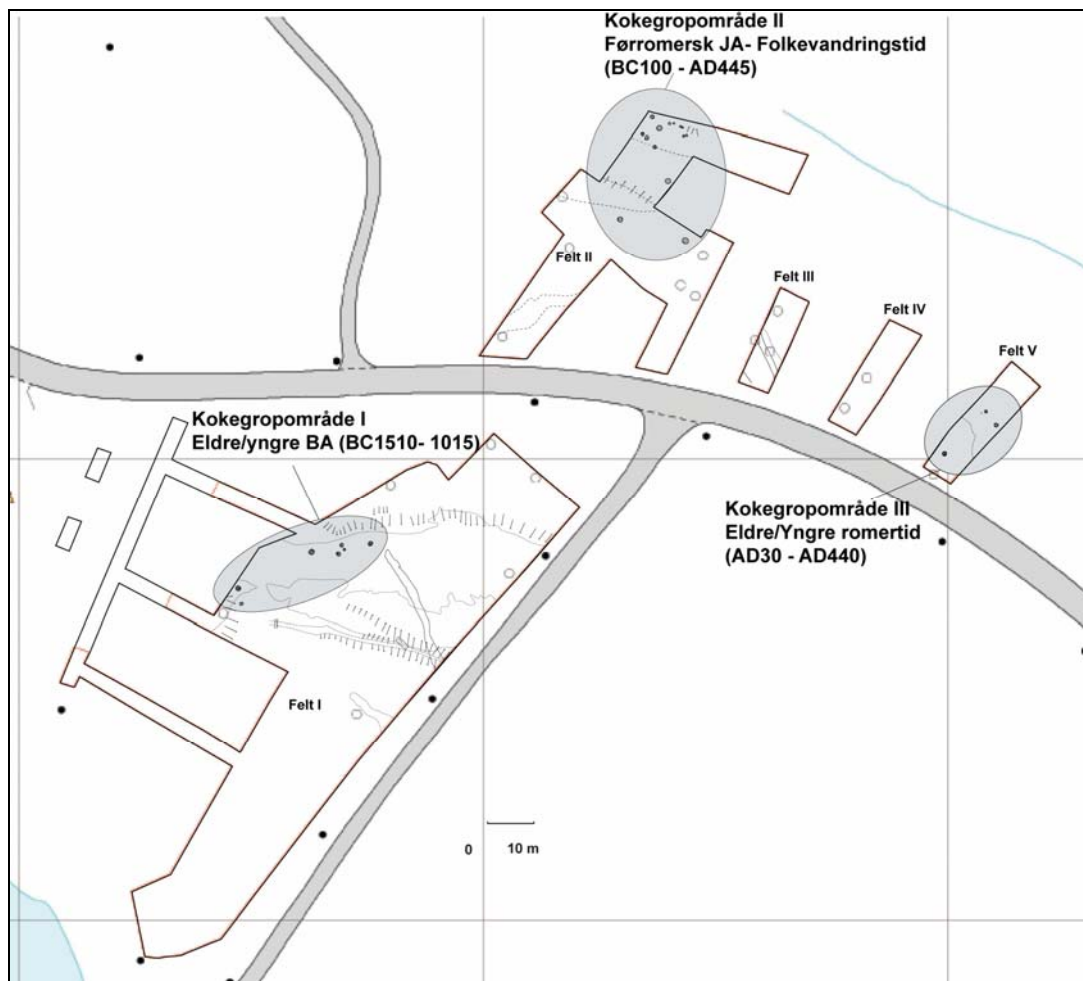 Kokegropområde II
Førromersk JA- Folkevandringstid
(BC100 - AD445)
Felt II
Felt III
Felt IV
Felt V
Kokegropområde I
Eldre/yngre BA (BC1510- 1015)
Kokegropområde III
Eldre/Yngre romertid
(AD30 - AD440)
Felt I
0 10 m